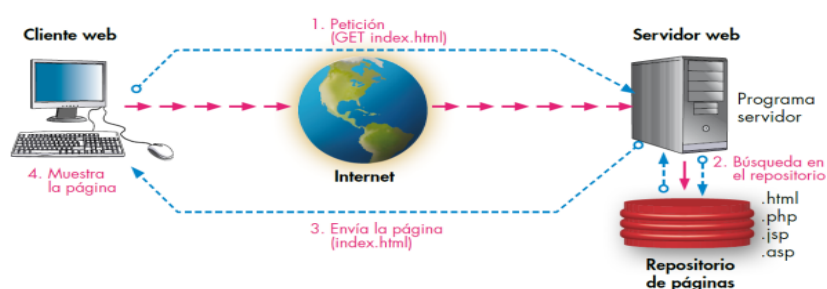 1. Petición
(GET index.html)
Cliente web
Servidor web
Programa
servidor
4. Muestra
la página
Internet
2. Búsqueda en
el repositorio
3. Envía la página
(index.html)
.html
.php
.jsp
.asp
Repositorio
de páginas